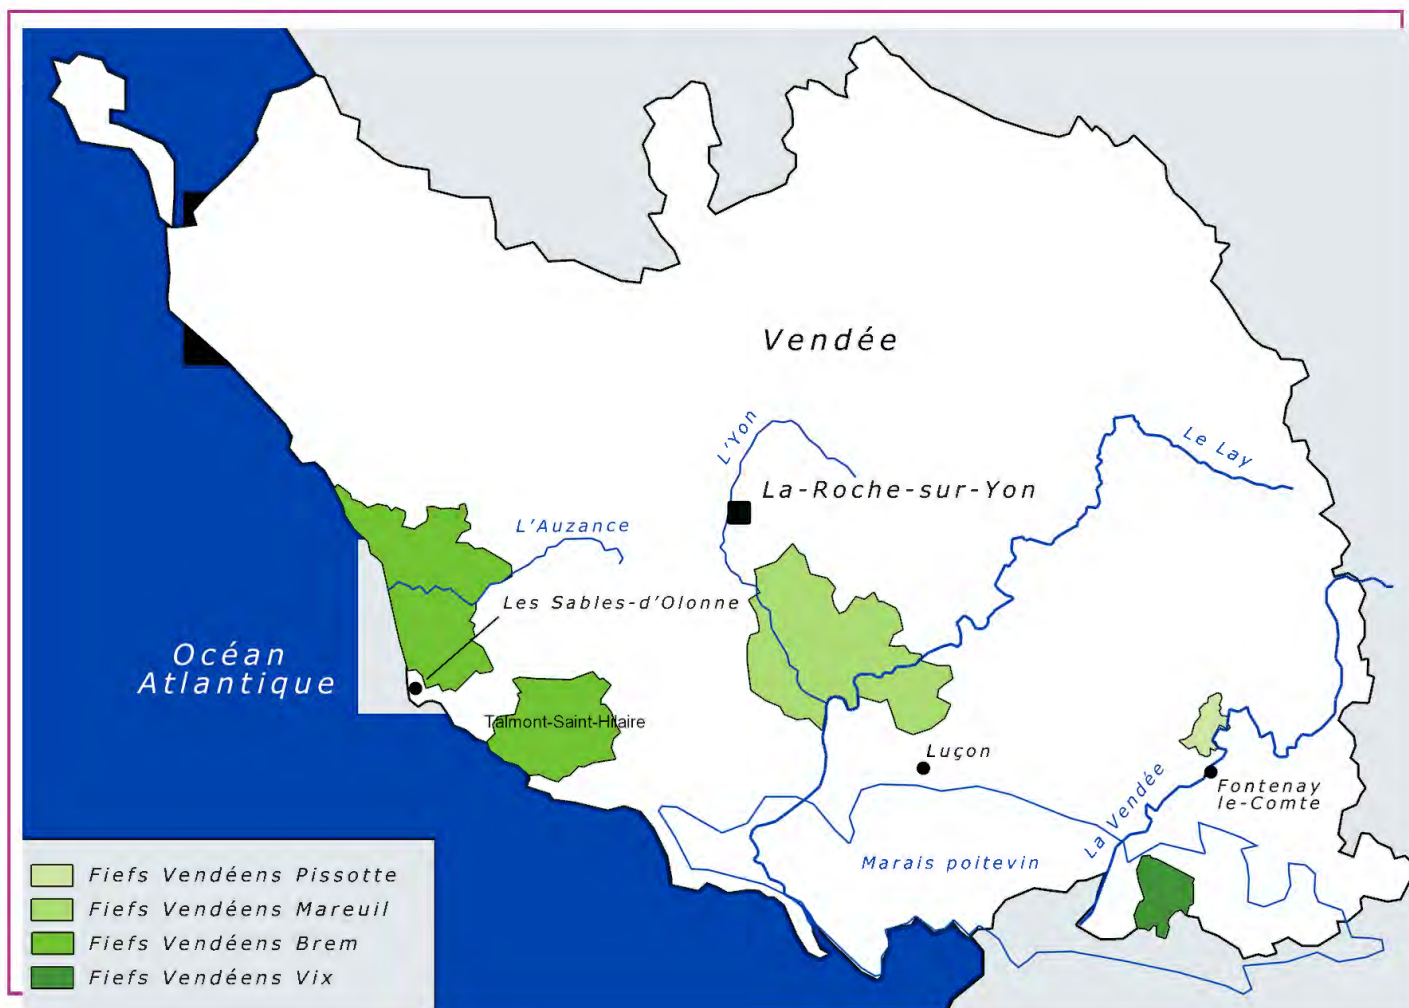 Vendée
L'Yon
Le Lay
La-Roche-sur-Yon
L'Auzance
Les Sables-d'Olonne
Océan
Atlantique
Talmont-Saint-Hilaire
Luçon
La Vendée
Fontenay
le-Comte
Marais poitevin
Fiefs Vendéens Pissotte
Fiefs Vendéens Mareuil
Fiefs Vendéens Brem
Fiefs Vendéens Vix